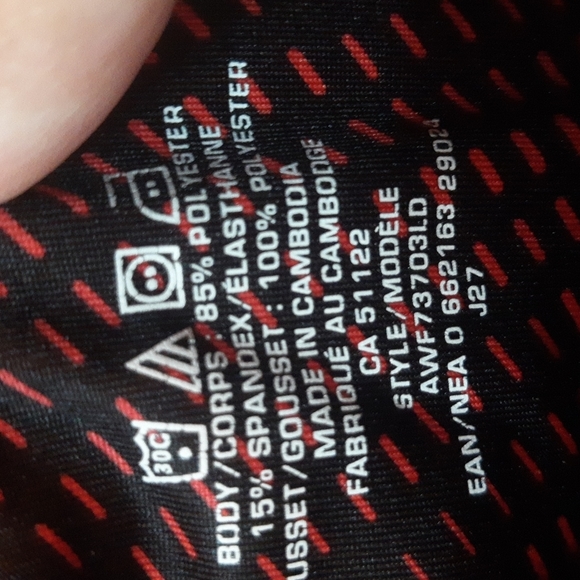 30C
BODY/CORPS : 85% POLYESTER
15% SPANDEX/ÉLASTHANNE
USSET/GOUSSET : 100% POLYESTER
MADE IN CAMBODIA
FABRIQUÉ AU CAMBODGE
CA 51122
STYLE/MODÈLE
AWF73703LD
EAN/NEA 0 662163 29024
J27